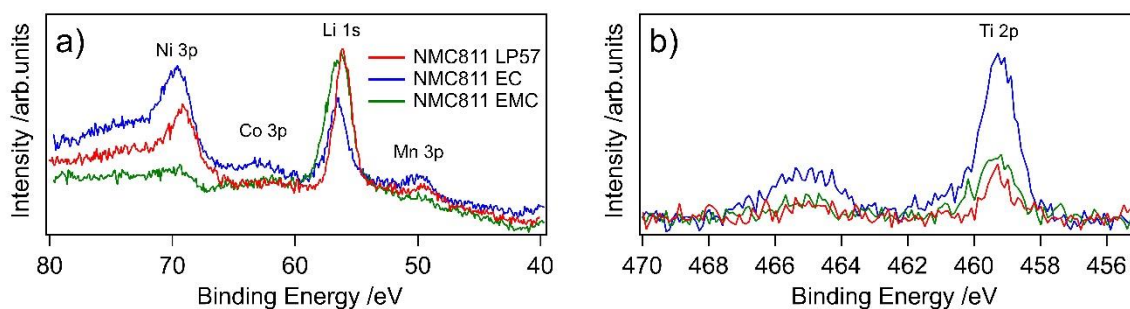 a)
Ni 3p
Co 3p
Li 1s
Mn 3p
NMC811 LP57
NMC811 EC
NMC811 EMC
Intensity /arb.units
80 70 60 50 40
Binding Energy /eV
b)
Ti 2p
Intensity /arb.units
470 468 466 464 462 460 458 456
Binding Energy /eV